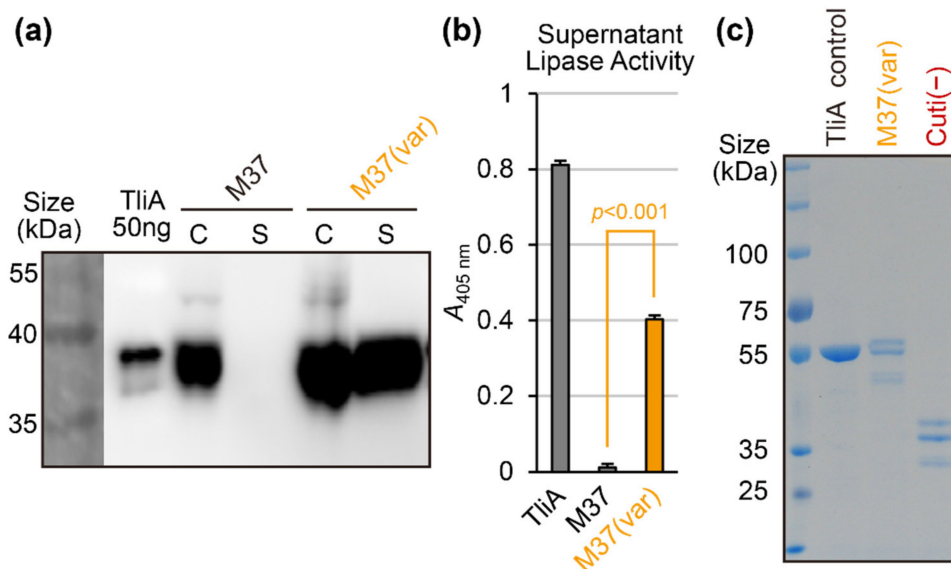 (a)
Size
(kDa)
TliA
50ng
M37
M37(var)
C
S
C
S
55
40
35
(b)
Supernatant
Lipase Activity
A405 nm
1
0.8
0.6
0.4
0.2
0
p<0.001
TliA
M37
M37(var)
(c)
Size
(kDa)
TliA control
M37(var)
Cuti(−)
100
75
55
35
25